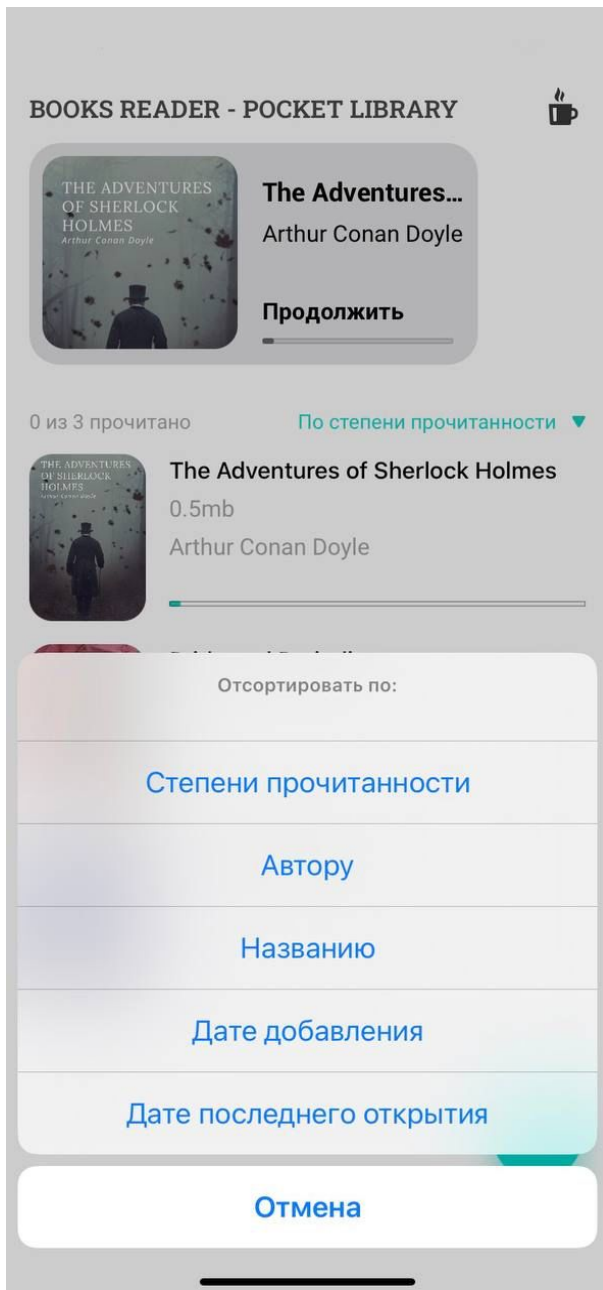 BOOKS READER - POCKET LIBRARY
THE ADVENTURES
OF SHERLOCK
HOLMES
Arthur Conan Doyle
The Adventures...
Arthur Conan Doyle
Продолжить
0 из 3 прочитано
По степени прочитанности ▼
THE ADVENTURES
OF SHERLOCK
HOLMES
Arthur Conan Doyle
The Adventures of Sherlock Holmes
0.5mb
Arthur Conan Doyle
Отсортировать по:
Степени прочитанности
Автору
Названию
Дате добавления
Дате последнего открытия
Отмена